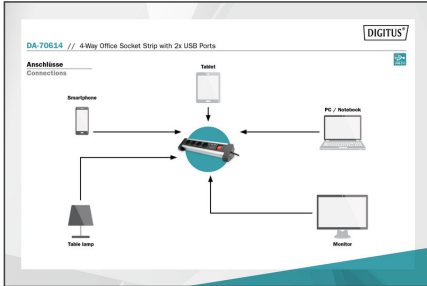 DIGITUS®
DA-70614 // 4-Way Office Socket Strip with 2x USB Ports
Anschlüsse
Connections
Tablet
Smartphone
PC / Notebook
Table lamp
Monitor